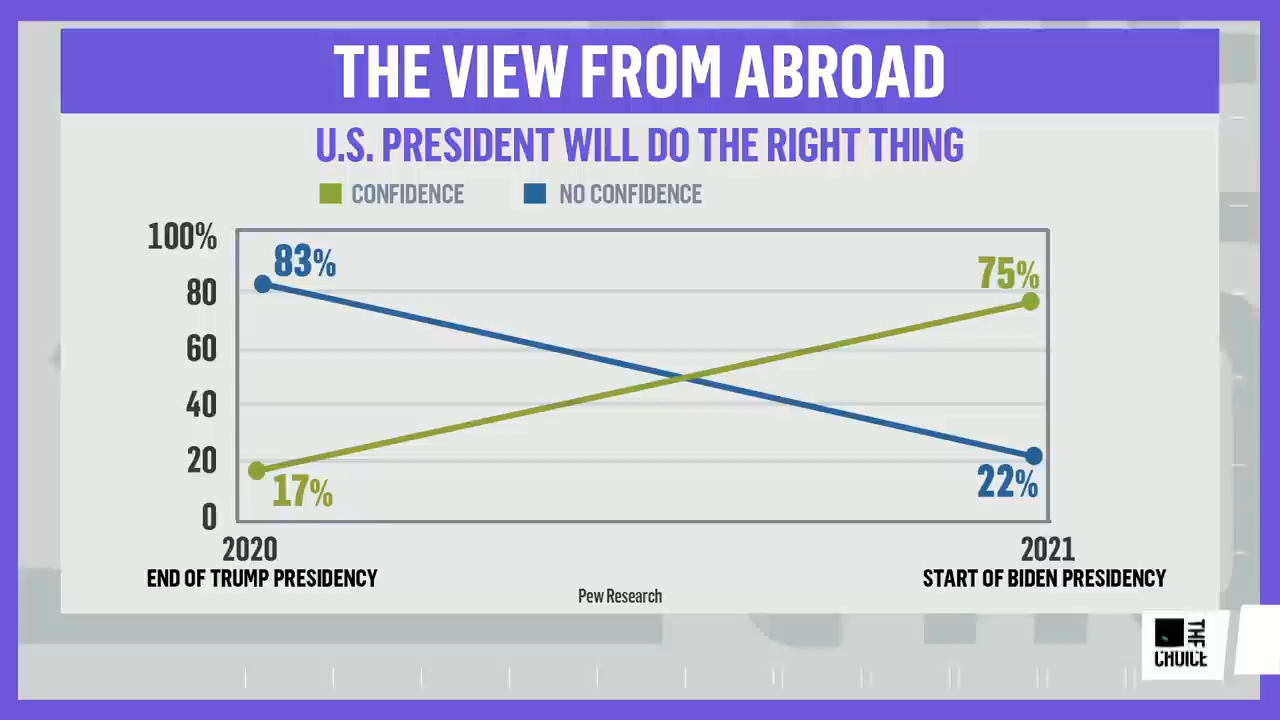 THE VIEW FROM ABROAD
U.S. PRESIDENT WILL DO THE RIGHT THING
CONFIDENCE
NO CONFIDENCE
100%
80
60
40
20
0
83%
75%
17%
22%
2020
2021
END OF TRUMP PRESIDENCY
START OF BIDEN PRESIDENCY
Pew Research
THE
CHOICE